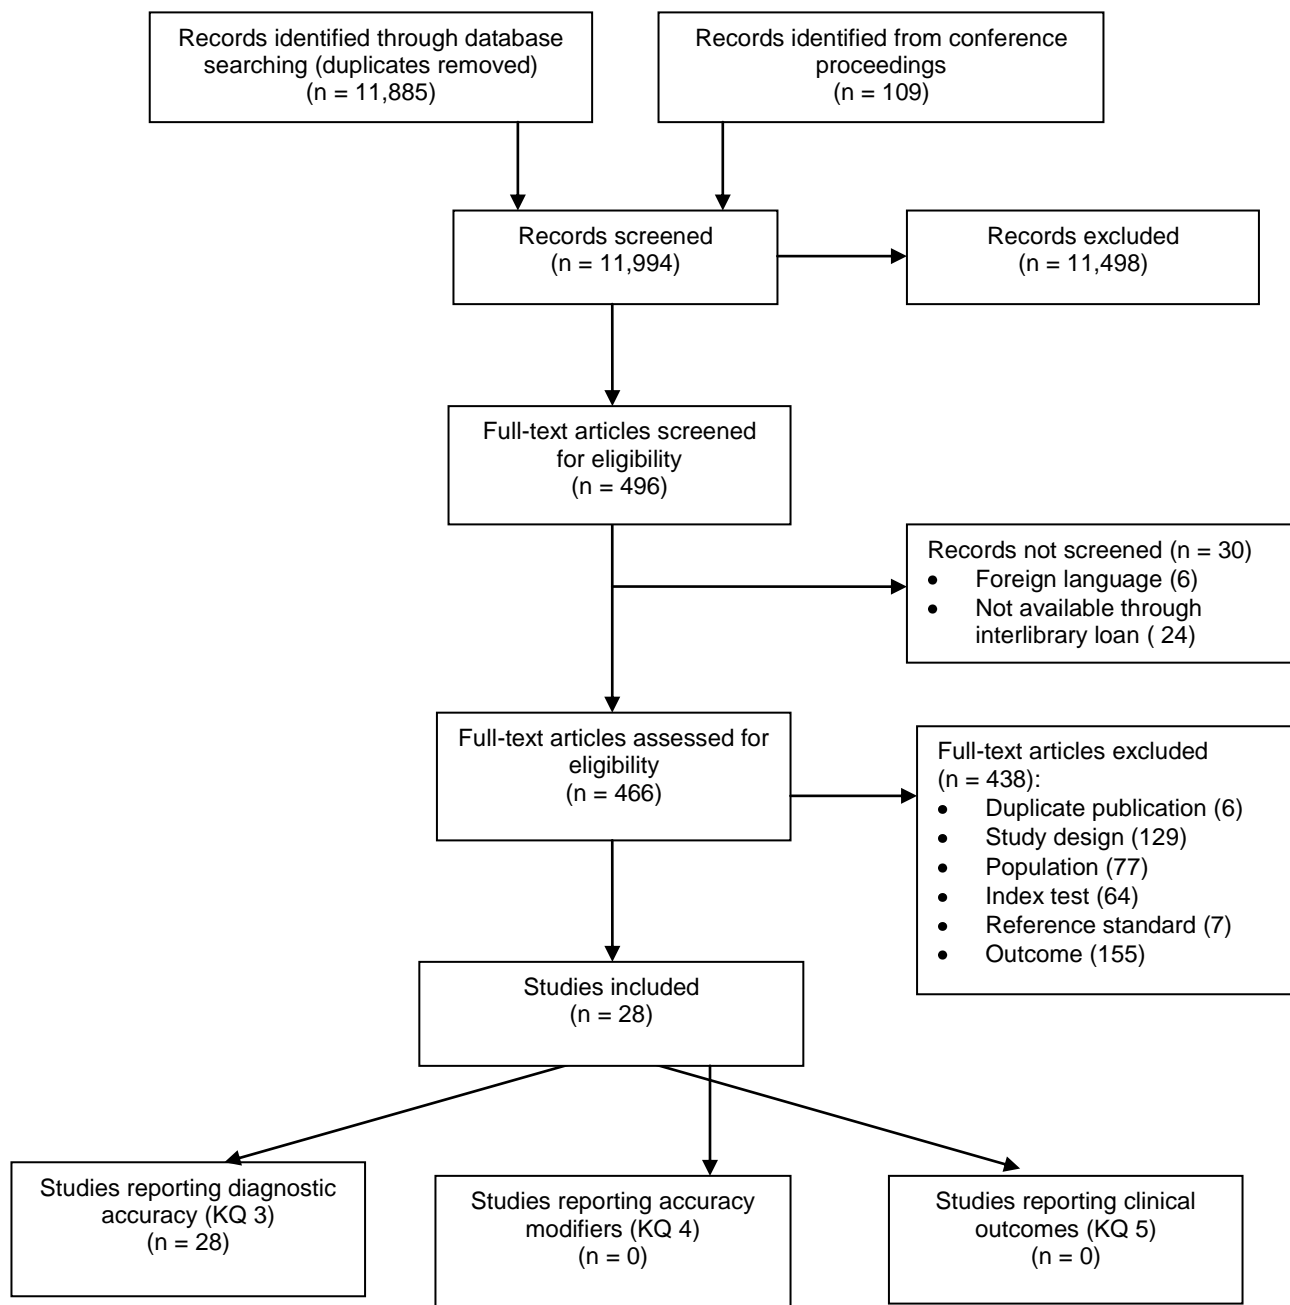 Records identified through database
searching (duplicates removed)
(n = 11,885)
Records identified from conference
proceedings
(n = 109)
Records screened
(n = 11,994)
Records excluded
(n = 11,498)
Full-text articles screened
for eligibility
(n = 496)
Records not screened (n = 30)
• Foreign language (6)
• Not available through
interlibrary loan ( 24)
Full-text articles assessed for
eligibility
(n = 466)
Full-text articles excluded
(n = 438):
• Duplicate publication (6)
• Study design (129)
• Population (77)
• Index test (64)
• Reference standard (7)
• Outcome (155)
Studies included
(n = 28)
Studies reporting diagnostic
accuracy (KQ 3)
(n = 28)
Studies reporting accuracy
modifiers (KQ 4)
(n = 0)
Studies reporting clinical
outcomes (KQ 5)
(n = 0)